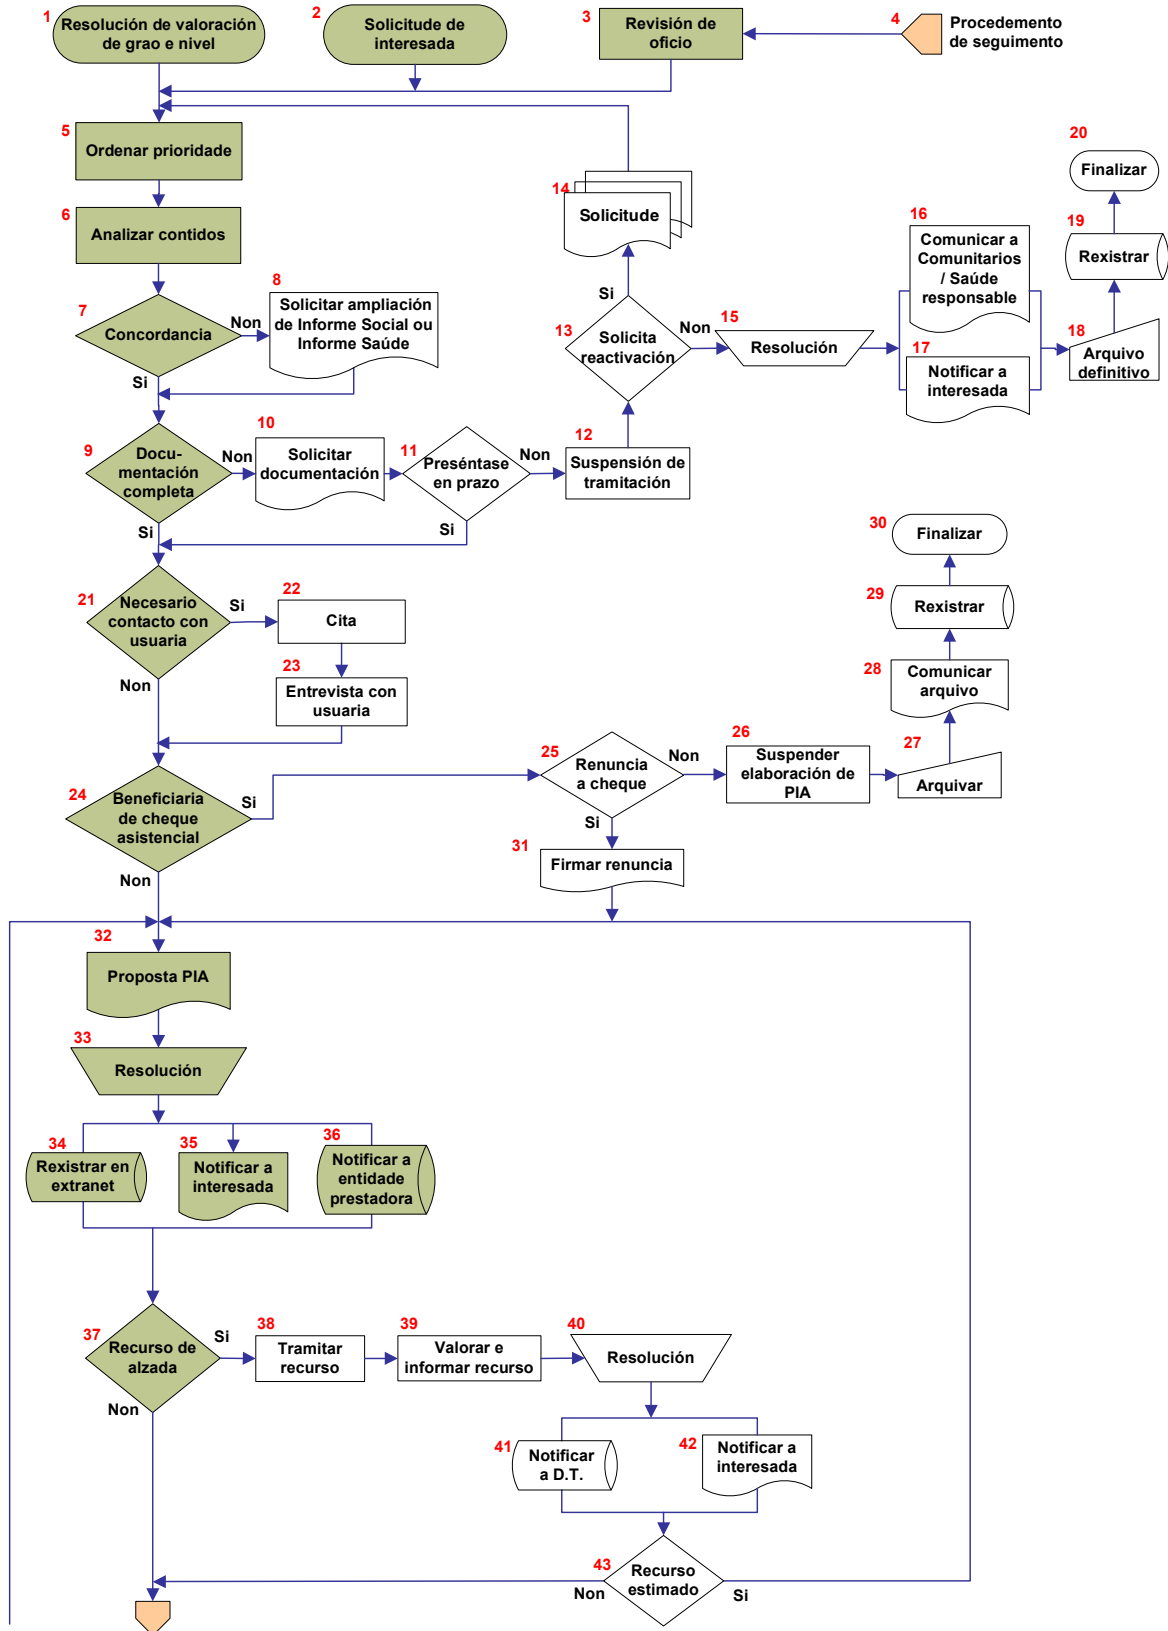 1
Resolución de valoración
de grao e nivel
2
Solicitude de
interesada
3
Revisión de
oficio
4
Procedemento
de seguimento
5
Ordenar prioridade
6
Analizar contidos
7
Concordancia
Non
Si
8
Solicitar ampliación
de Informe Social ou
Informe Saúde
9
Docu-
mentación
completa
Non
Si
10
Solicitar
documentación
11
Preséntase
en prazo
Non
Si
12
Suspensión de
tramitación
13
Solicita
reactivación
Si
Non
14
Solicitude
15
Resolución
16
Comunicar a
Comunitarios
/ Saúde
responsable
17
Notificar a
interesada
18
Arquivo
definitivo
19
Rexistrar
20
Finalizar
21
Necesario
contacto con
usuaria
Si
Non
22
Cita
23
Entrevista con
usuaria
24
Beneficiaria
de cheque
asistencial
Si
Non
25
Renuncia
a cheque
Non
Si
26
Suspender
elaboración de
PIA
27
Arquivar
28
Comunicar
arquivo
29
Rexistrar
30
Finalizar
31
Firmar renuncia
32
Proposta PIA
33
Resolución
34
Rexistrar en
extranet
35
Notificar a
interesada
36
Notificar a
entidade
prestadora
37
Recurso de
alzada
Si
Non
38
Tramitar
recurso
39
Valorar e
informar recurso
40
Resolución
41
Notificar
a D.T.
42
Notificar a
interesada
43
Recurso
estimado
Non
Si